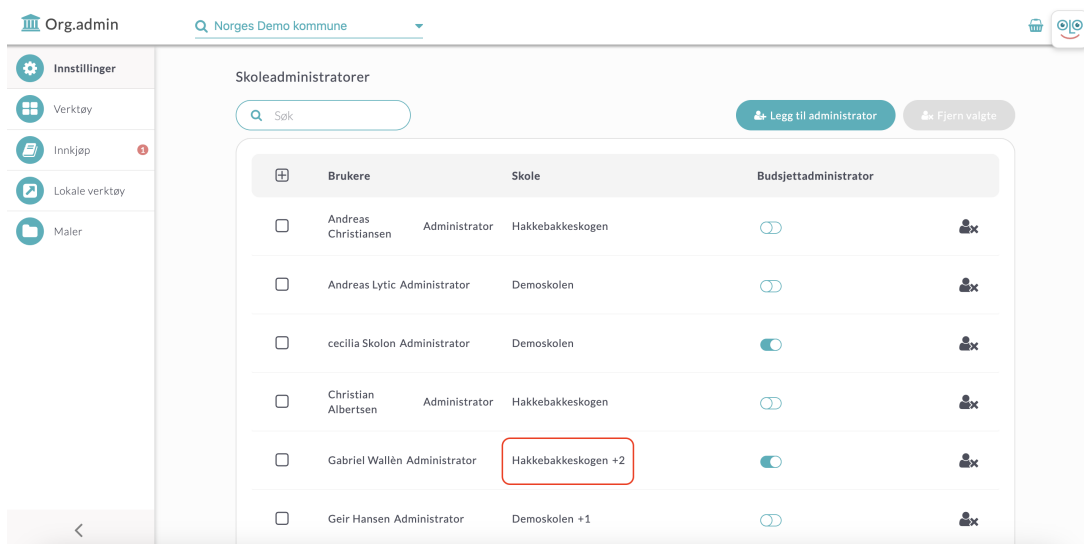 Org.admin
Norges Demo kommune
Innstillinger
Verktøy
Innkjøp 1
Lokale verktøy
Maler
Skoleadministratorer
Søk
Legg til administrator
Fjern valgte
Brukere Skole Budsjettadministrator
Andreas Christiansen Administrator Hakkebakkeskogen
Andreas Lytic Administrator Demoskolen
cecilia Skolon Administrator Demoskolen
Christian Albertsen Administrator Hakkebakkeskogen
Gabriel Wallèn Administrator Hakkebakkeskogen +2
Geir Hansen Administrator Demoskolen +1